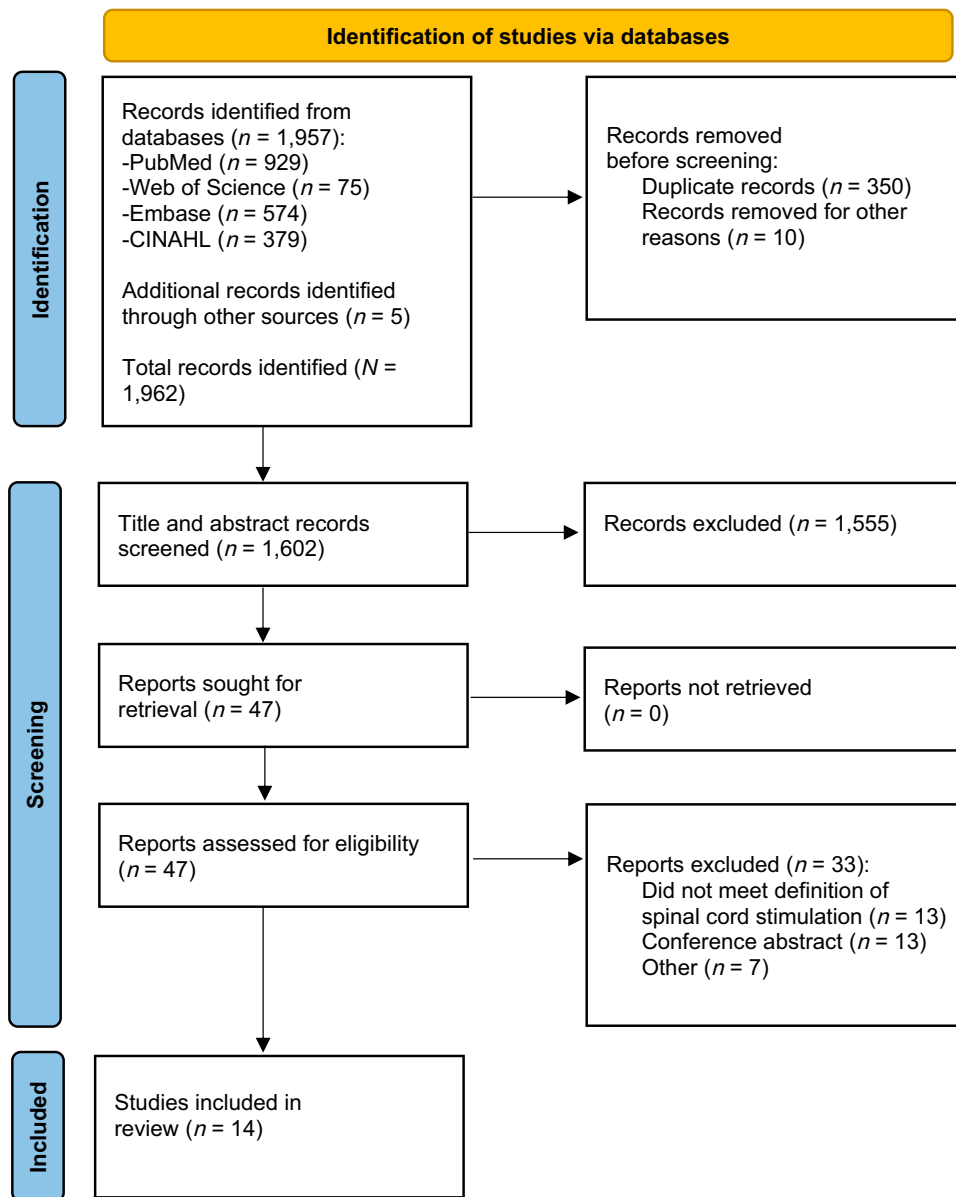 Identification of studies via databases
Identification
Records identified from
databases (n = 1,957):
-PubMed (n = 929)
-Web of Science (n = 75)
-Embase (n = 574)
-CINAHL (n = 379)
Additional records identified
through other sources (n = 5)
Total records identified (N =
1,962)
Records removed
before screening:
Duplicate records (n = 350)
Records removed for other
reasons (n = 10)
Screening
Title and abstract records
screened (n = 1,602)
Records excluded (n = 1,555)
Reports sought for
retrieval (n = 47)
Reports not retrieved
(n = 0)
Reports assessed for eligibility
(n = 47)
Reports excluded (n = 33):
Did not meet definition of
spinal cord stimulation (n = 13)
Conference abstract (n = 13)
Other (n = 7)
Included
Studies included in
review (n = 14)